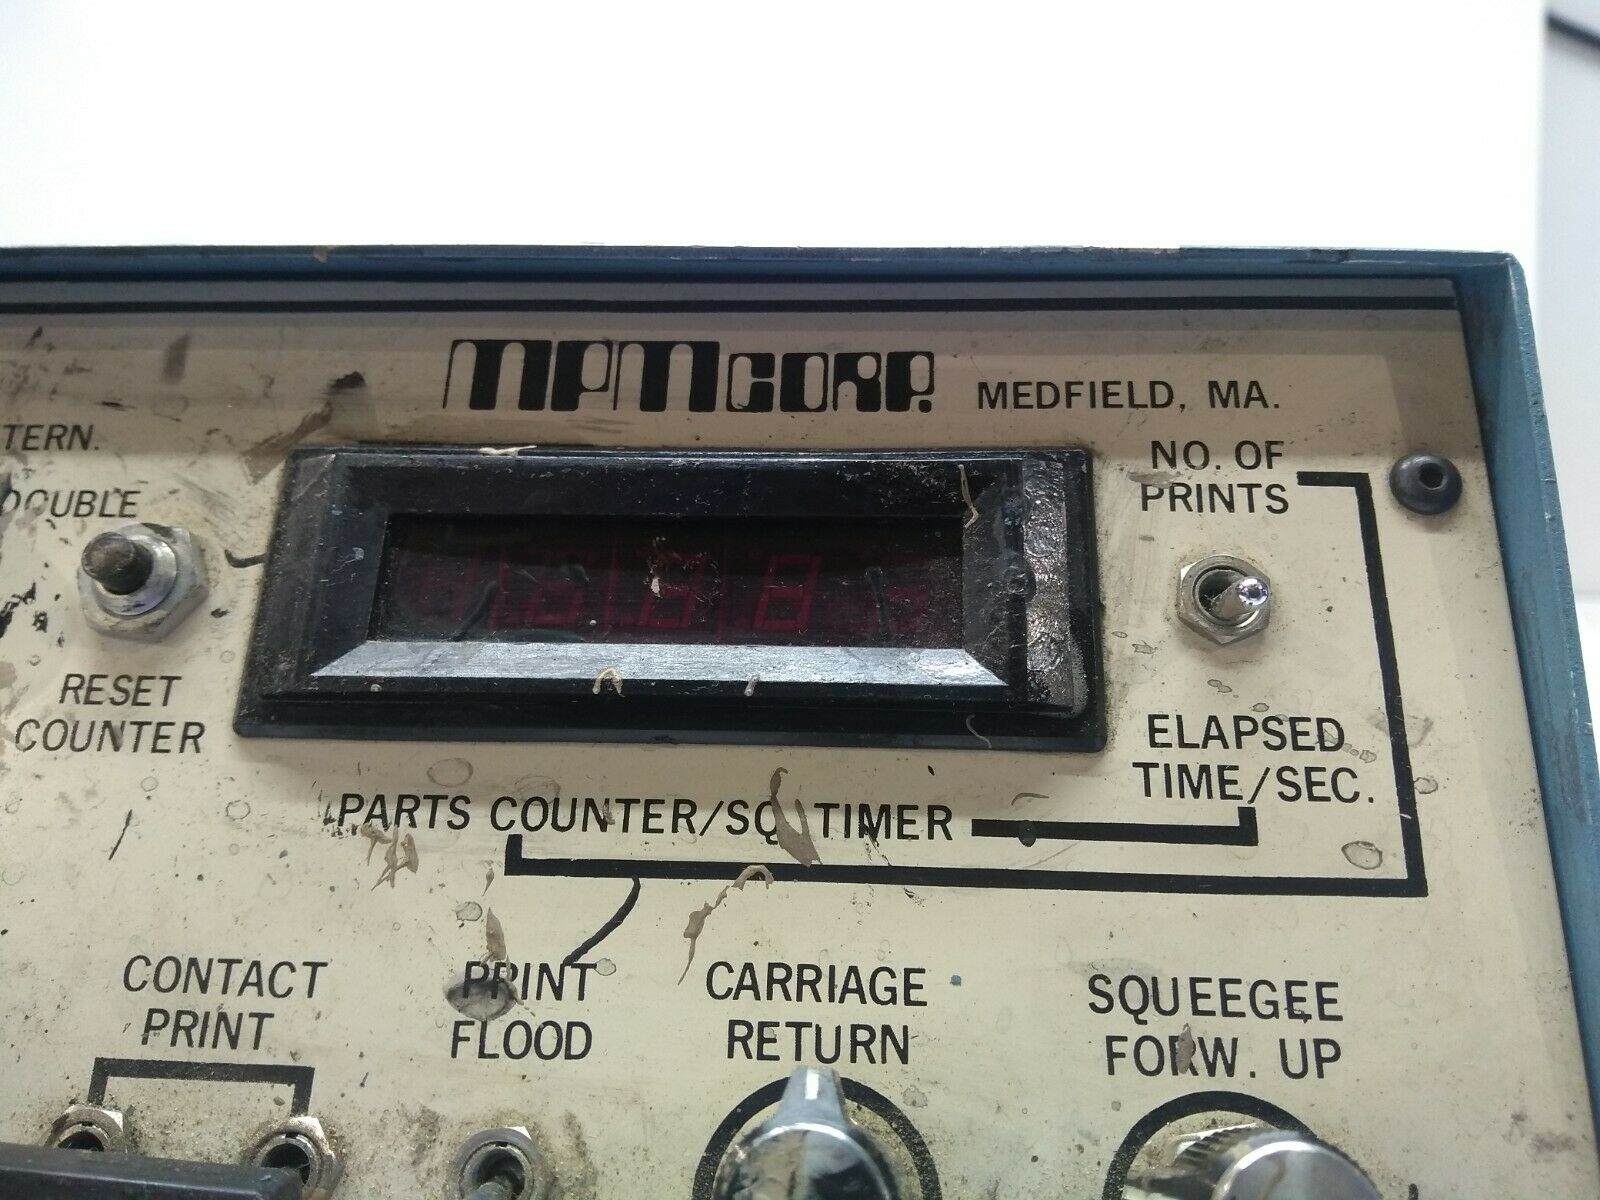 MPM CORP. MEDFIELD, MA.
TERN.
DOUBLE
NO. OF
PRINTS
RESET
COUNTER
ELAPSED
TIME/SEC.
PARTS COUNTER/SQ. TIMER
CONTACT
PRINT
PRINT
FLOOD
CARRIAGE
RETURN
SQUEEGEE
FORW. UP